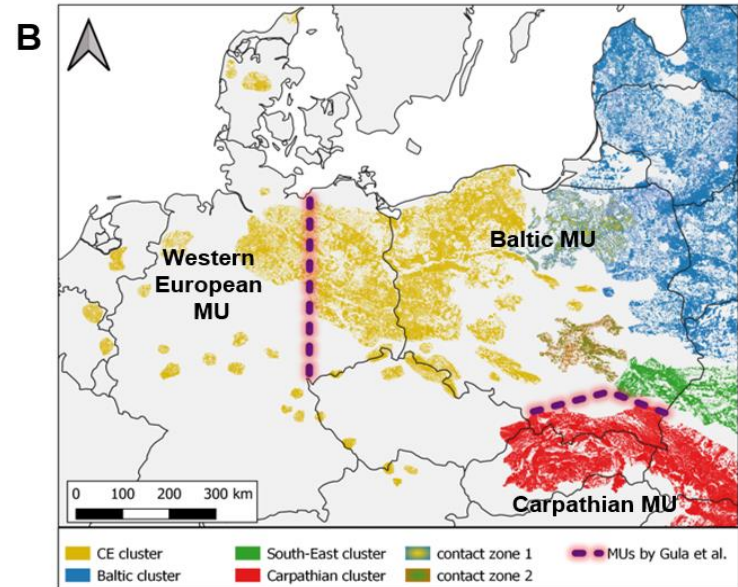 B
Baltic MU
Western
European
MU
Carpathian MU
0 100 200 300 km
CE cluster
South-East cluster
contact zone 1
MUs by Gula et al.
Baltic cluster
Carpathian cluster
contact zone 2